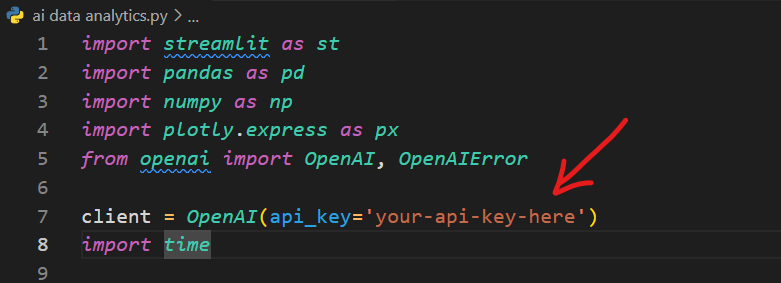 ai data analytics.py > ...
1 import streamlit as st
2 import pandas as pd
3 import numpy as np
4 import plotly.express as px
5 from openai import OpenAI, OpenAIError
6
7 client = OpenAI(api_key='your-api-key-here')
8 import time
9